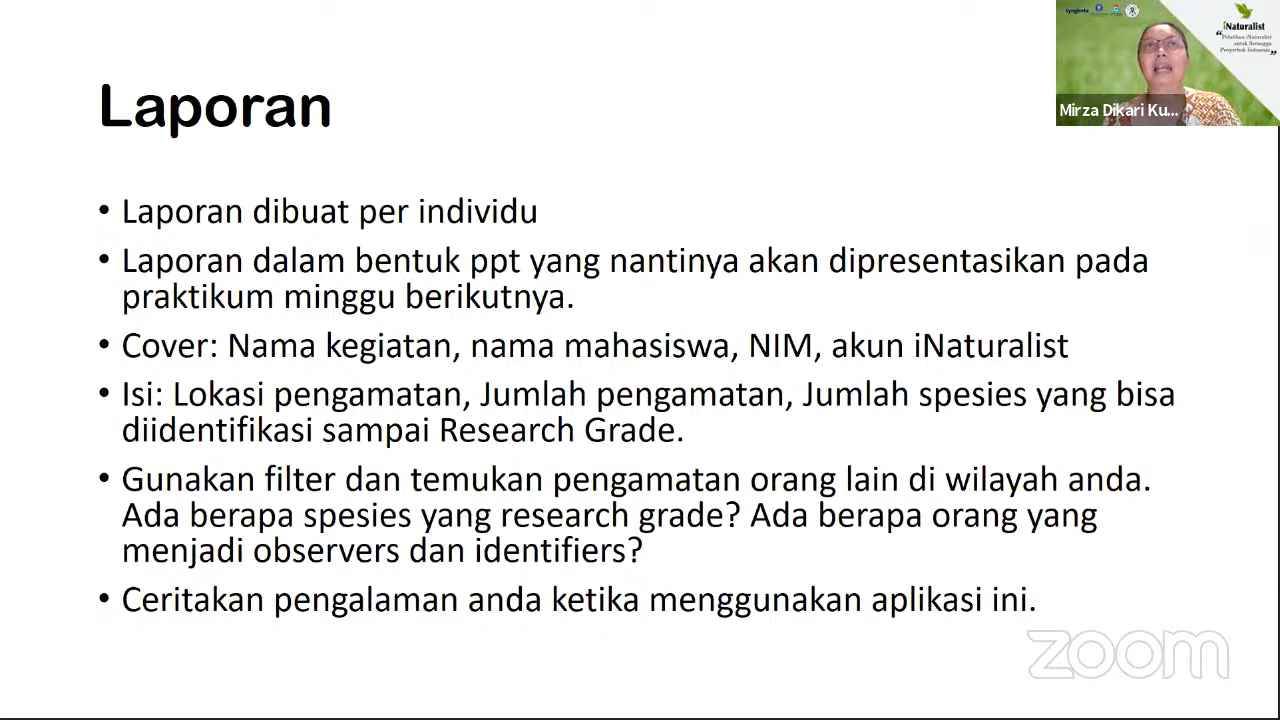 Laporan
• Laporan dibuat per individu
• Laporan dalam bentuk ppt yang nantinya akan dipresentasikan pada
praktikum minggu berikutnya.
• Cover: Nama kegiatan, nama mahasiswa, NIM, akun iNaturalist
• Isi: Lokasi pengamatan, Jumlah pengamatan, Jumlah spesies yang bisa
diidentifikasi sampai Research Grade.
• Gunakan filter dan temukan pengamatan orang lain di wilayah anda.
Ada berapa spesies yang research grade? Ada berapa orang yang
menjadi observers dan identifiers?
• Ceritakan pengalaman anda ketika menggunakan aplikasi ini.
syngenta
iNaturalist
“Pelatihan iNaturalist
untuk Serangga
Penyerbuk Indonesia”
Mirza Dikari Ku...
zoom